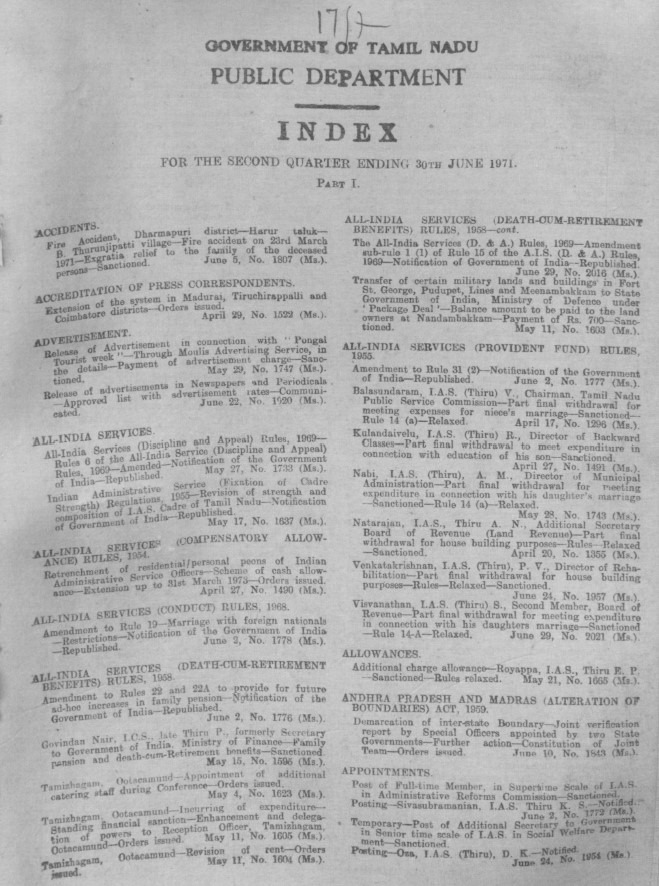 17/7
GOVERNMENT OF TAMIL NADU
PUBLIC DEPARTMENT
INDEX
FOR THE SECOND QUARTER ENDING 30TH JUNE 1971.
PART I.
ACCIDENTS.
Fire Accident, Dharmapuri district—Harur taluk—
B. Thurunjipatti village—Fire accident on 23rd March
1971—Exgratia relief to the family of the deceased
persons—Sanctioned. June 5, No. 1807 (Ms.).
ACCREDITATION OF PRESS CORRESPONDENTS.
Extension of the system in Madurai, Tiruchirappalli and
Coimbatore districts—Orders issued.
April 29, No. 1522 (Ms.).
ADVERTISEMENT.
Release of Advertisement in connection with "Pongal
Tourist week"—Through Moulis Advertising Service, in
the details—Payment of advertisement charge—Sanc-
tioned. May 29, No. 1747 (Ms.).
Release of advertisements in Newspapers and Periodicals
—Approved list with advertisement rates—Communi-
cated. June 22, No. 1920 (Ms.).
ALL-INDIA SERVICES.
All-India Services (Discipline and Appeal) Rules, 1969—
Rules 6 of the All-India Service (Discipline and Appeal)
Rules, 1969—Amended—Notification of the Government
of India—Republished. May 27, No. 1733 (Ms.).
Indian Administrative Service (Fixation of Cadre
Strength) Regulations, 1955—Revision of strength and
composition of I.A.S. Cadre of Tamil Nadu—Notification
of Government of India—Republished.
May 17, No. 1637 (Ms.).
ALL-INDIA SERVICES (COMPENSATORY ALLOW-
ANCE) RULES, 1954.
Retrenchment of residential/personal peons of Indian
Administrative Service Officers—Scheme of cash allow-
ance—Extension up to 31st March 1973—Orders issued.
April 27, No. 1490 (Ms.).
ALL-INDIA SERVICES (CONDUCT) RULES, 1968.
Amendment to Rule 19—Marriage with foreign nationals
—Restrictions—Notification of the Government of India
—Republished. June 2, No. 1778 (Ms.).
ALL-INDIA SERVICES (DEATH-CUM-RETIREMENT
BENEFITS) RULES, 1958.
Amendment to Rules 22 and 22A to provide for future
ad-hoc increases in family pension—Notification of the
Government of India—Republished.
June 2, No. 1776 (Ms.).
Govindan Nair, I.C.S., late Thiru P., formerly Secretary
to Government of India, Ministry of Finance—Family
pension and death-cum-Retirement benefits—Sanctioned.
May 15, No. 1596 (Ms.).
Tamizhagam, Ootacamund—Appointment of additional
catering staff during Conference—Orders issued.
May 4, No. 1623 (Ms.).
Tamizhagam, Ootacamund—Incurring of expenditure—
Standing financial sanction—Enhancement and delega-
tion of powers to Reception Officer, Tamizhagam,
Ootacamund—Orders issued. May 11, No. 1605 (Ms.).
Tamizhagam, Ootacamund—Revision of rent—Orders
issued. May 11, No. 1604 (Ms.).
ALL-INDIA SERVICES (DEATH-CUM-RETIREMENT
BENEFITS) RULES, 1958—cont.
The All-India Services (D. & A.) Rules, 1969—Amendment
sub-rule 1 (1) of Rule 15 of the A.I.S. (D. & A.) Rules,
1969—Notification of Government of India—Republished.
June 29, No. 2016 (Ms.).
Transfer of certain military lands and buildings in Fort
St. George, Pudupet, Lines and Meenambakkam to State
Government of India, Ministry of Defence under
'Package Deal'—Balance amount to be paid to the land
owners at Nandambakkam—Payment of Rs. 700—Sanc-
tioned. May 11, No. 1603 (Ms.).
ALL-INDIA SERVICES (PROVIDENT FUND) RULES,
1955.
Amendment to Rule 31 (2)—Notification of the Government
of India—Republished. June 2, No. 1777 (Ms.).
Balasundaram, I.A.S. (Thiru) V., Chairman, Tamil Nadu
Public Service Commission—Part final withdrawal for
meeting expenses for niece's marriage—Sanctioned—
Rule 14 (a)—Relaxed. April 17, No. 1296 (Ms.).
Kulandaivelu, I.A.S. (Thiru) R., Director of Backward
Classes—Part final withdrawal to meet expenditure in
connection with education of his son—Sanctioned.
April 27, No. 1491 (Ms.).
Nabi, I.A.S. (Thiru), A. M., Director of Municipal
Administration—Part final withdrawal for meeting
expenditure in connection with his daughter's marriage
—Sanctioned—Rule 14 (a)—Relaxed.
May 28, No. 1743 (Ms.).
Natarajan, I.A.S., Thiru A. N., Additional Secretary
Board of Revenue (Land Revenue)—Part final
withdrawal for house building purposes—Rules—Relaxed
—Sanctioned. April 20, No. 1355 (Ms.).
Venkatakrishnan, I.A.S. (Thiru), P. V., Director of Reha-
bilitation—Part final withdrawal for house building
purposes—Rules—Relaxed—Sanctioned.
June 24, No. 1957 (Ms.).
Visvanathan, I.A.S. (Thiru) S., Second Member, Board of
Revenue—Part final withdrawal for meeting expenditure
in connection with his daughters marriage—Sanctioned
—Rule 14-A—Relaxed. June 29, No. 2021 (Ms.).
ALLOWANCES.
Additional charge allowance—Royappa, I.A.S., Thiru E. P.
—Sanctioned—Rules relaxed. May 21, No. 1665 (Ms.).
ANDHRA PRADESH AND MADRAS (ALTERATION OF
BOUNDARIES) ACT, 1959.
Demarcation of inter-state Boundary—Joint verification
report by Special Officers appointed by two State
Governments—Further action—Constitution of Joint
Team—Orders issued. June 10, No. 1843 (Ms.).
APPOINTMENTS.
Post of Full-time Member, in Supertime Scale of I.A.S.
in Administrative Reforms Commission—Sanctioned.
Posting—Sivasubramanian, I.A.S. Thiru K. S.—Notified.
June 2, No. 1772 (Ms.).
Temporary—Post of Additional Secretary to Government
in Senior time scale of I.A.S. in Social Welfare Depart-
ment—Sanctioned.
Posting—Oza, I.A.S. (Thiru), D. K.—Notified.
June 24, No. 1954 (Ms.).